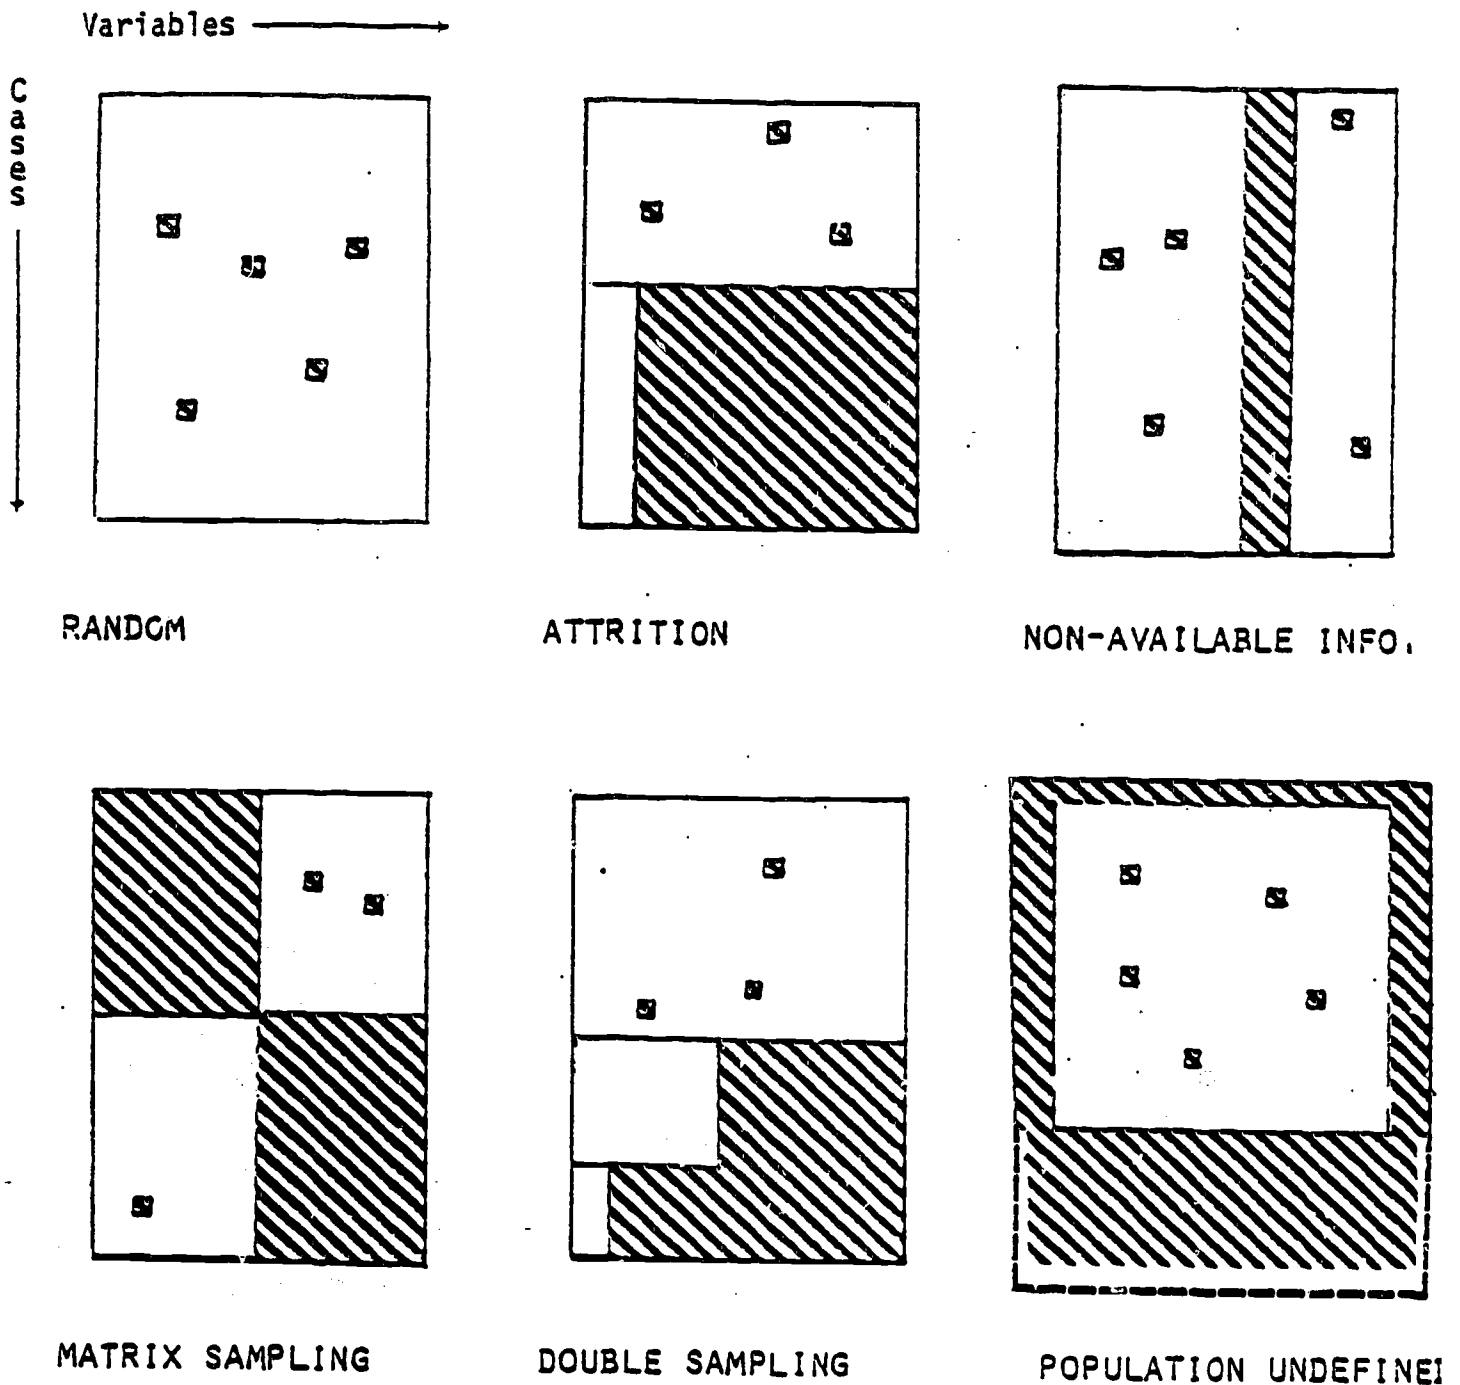 Variables
Cases
RANDOM
ATTRITION
NON-AVAILABLE INFO.
MATRIX SAMPLING
DOUBLE SAMPLING
POPULATION UNDEFINE